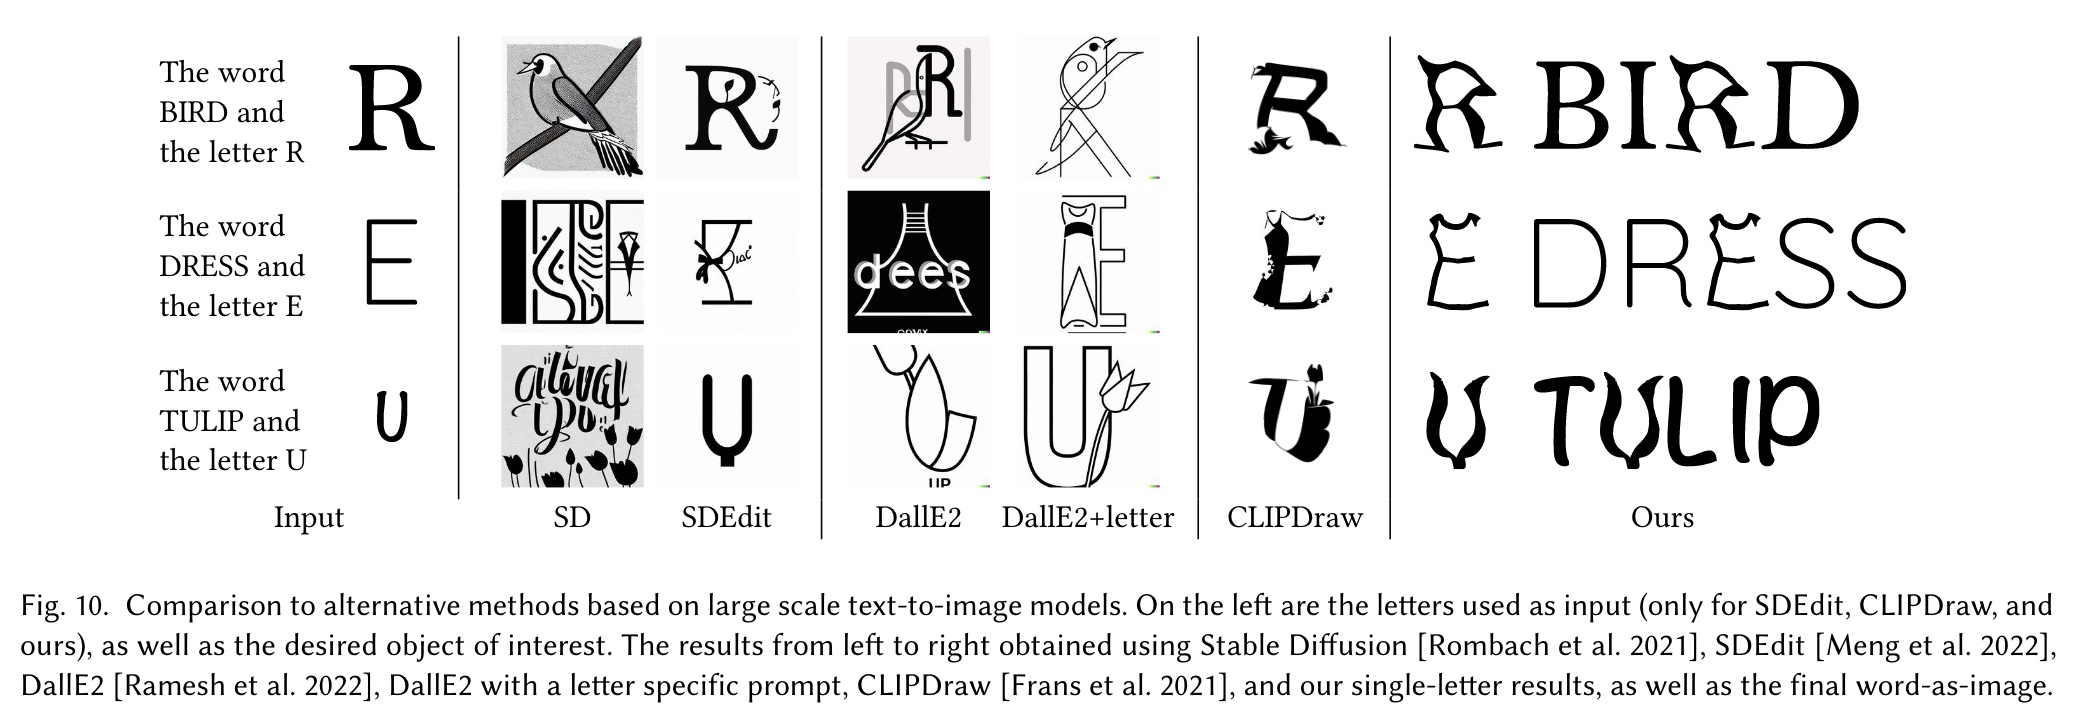 The word
BIRD and
the letter R
R
R
R
R
R BIRD
The word
DRESS and
the letter E
E
dees
E
E
E DRESS
The word
TULIP and
the letter U
U
U
UP
U
U
U TULIP
Input
SD
SDEdit
DallE2
DallE2+letter
CLIPDraw
Ours
Fig. 10. Comparison to alternative methods based on large scale text-to-image models. On the left are the letters used as input (only for SDEdit, CLIPDraw, and
ours), as well as the desired object of interest. The results from left to right obtained using Stable Diffusion [Rombach et al. 2021], SDEdit [Meng et al. 2022],
DallE2 [Ramesh et al. 2022], DallE2 with a letter specific prompt, CLIPDraw [Frans et al. 2021], and our single-letter results, as well as the final word-as-image.